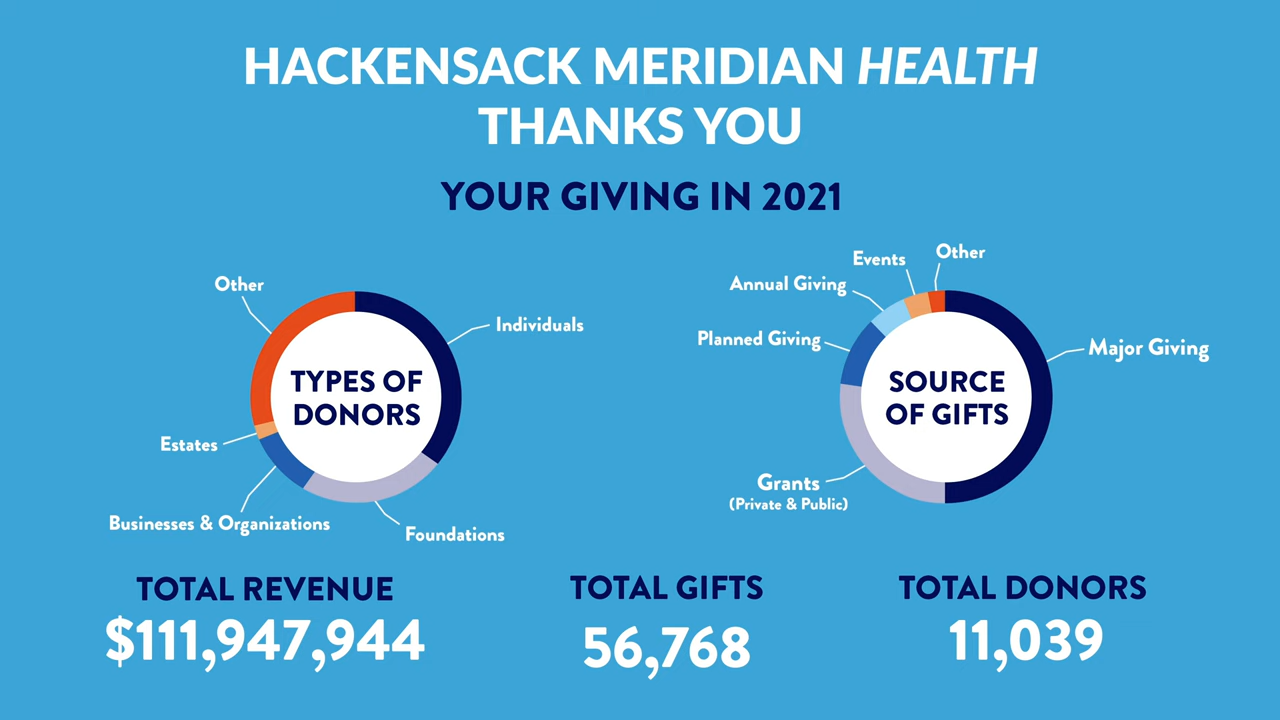 HACKENSACK MERIDIAN HEALTH
THANKS YOU
YOUR GIVING IN 2021
Other
Individuals
TYPES OF
DONORS
Estates
Businesses & Organizations
Foundations
Events
Other
Annual Giving
Planned Giving
Major Giving
SOURCE
OF GIFTS
Grants
(Private & Public)
TOTAL REVENUE
$111,947,944
TOTAL GIFTS
56,768
TOTAL DONORS
11,039